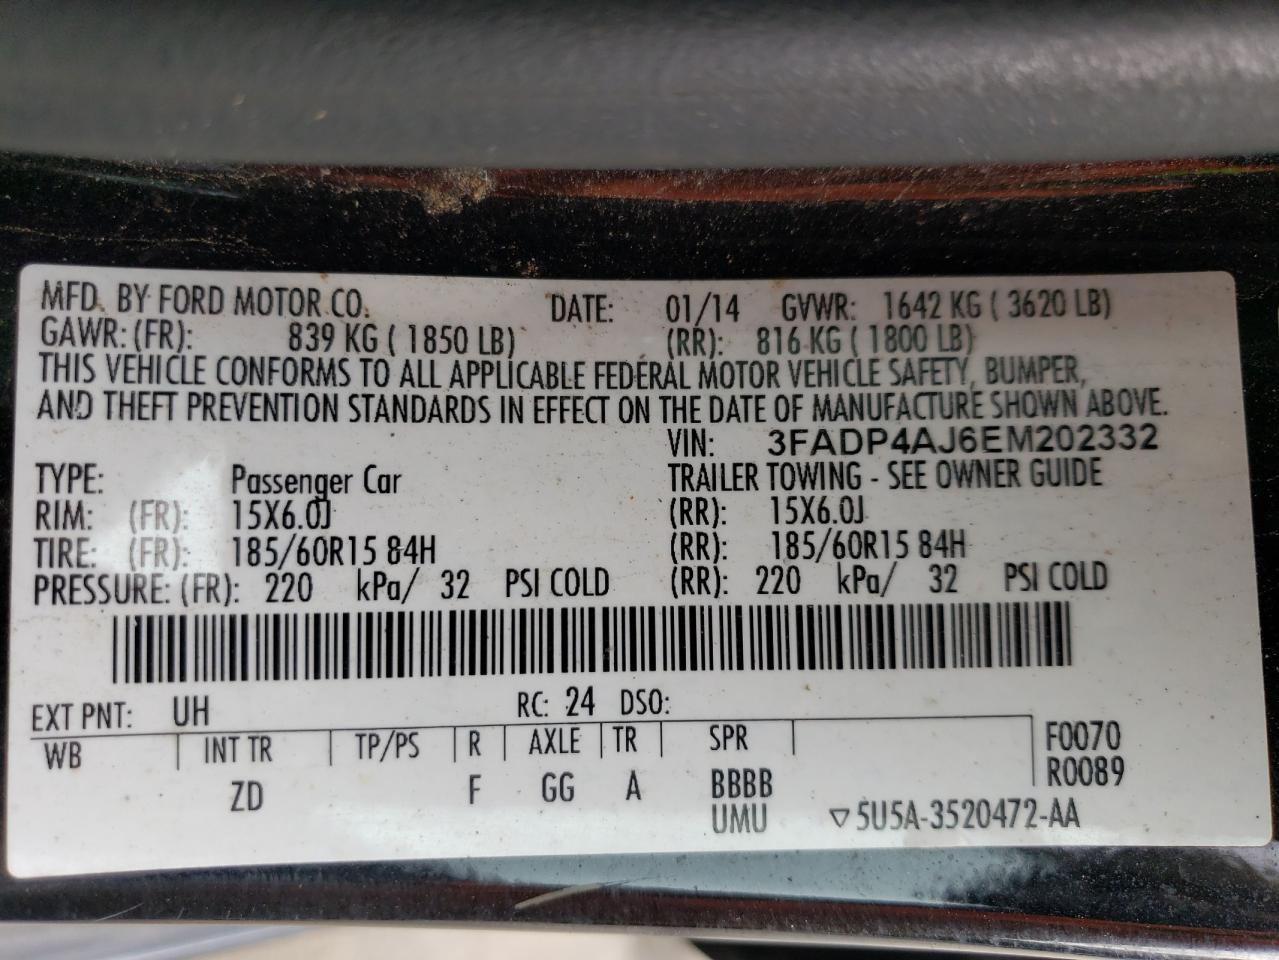 MFD. BY FORD MOTOR CO. DATE: 01/14 GVWR: 1642 KG ( 3620 LB)
GAWR: (FR): 839 KG ( 1850 LB) (RR): 816 KG ( 1800 LB)
THIS VEHICLE CONFORMS TO ALL APPLICABLE FEDERAL MOTOR VEHICLE SAFETY, BUMPER,
AND THEFT PREVENTION STANDARDS IN EFFECT ON THE DATE OF MANUFACTURE SHOWN ABOVE.
VIN: 3FADP4AJ6EM202332
TYPE: Passenger Car TRAILER TOWING - SEE OWNER GUIDE
RIM: (FR): 15X6.0J (RR): 15X6.0J
TIRE: (FR): 185/60R15 84H (RR): 185/60R15 84H
PRESSURE: (FR): 220 kPa/ 32 PSI COLD (RR): 220 kPa/ 32 PSI COLD
EXT PNT: UH RC: 24 DSO:
WB INT TR TP/PS R AXLE TR SPR F0070
ZD F GG A BBBB R0089
UMU ▽5U5A-3520472-AA